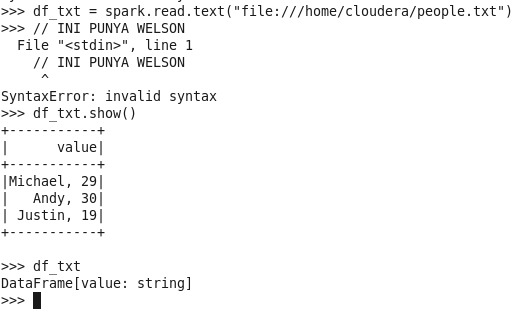 >>> df_txt = spark.read.text("file:///home/cloudera/people.txt")
>>> // INI PUNYA WELSON
  File "<stdin>", line 1
    // INI PUNYA WELSON
     ^
SyntaxError: invalid syntax
>>> df_txt.show()
+-----------+
|      value|
+-----------+
|Michael, 29|
|   Andy, 30|
| Justin, 19|
+-----------+

>>> df_txt
DataFrame[value: string]
>>>